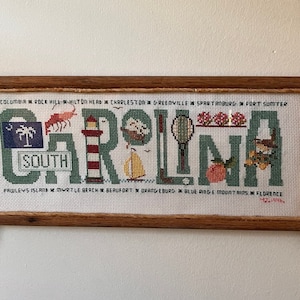 COLUMBIA ★ ROCK HILL ★ HILTON HEAD ★ CHARLESTON ★ GREENVILLE ★ SPARTANBURG ★ FORT SUMTER
CAROLINA
SOUTH
PAWLEYS ISLAND ★ MYRTLE BEACH ★ BEAUFORT ★ ORANGEBURG ★ BLUE RIDGE MOUNTAINS ★ FLORENCE